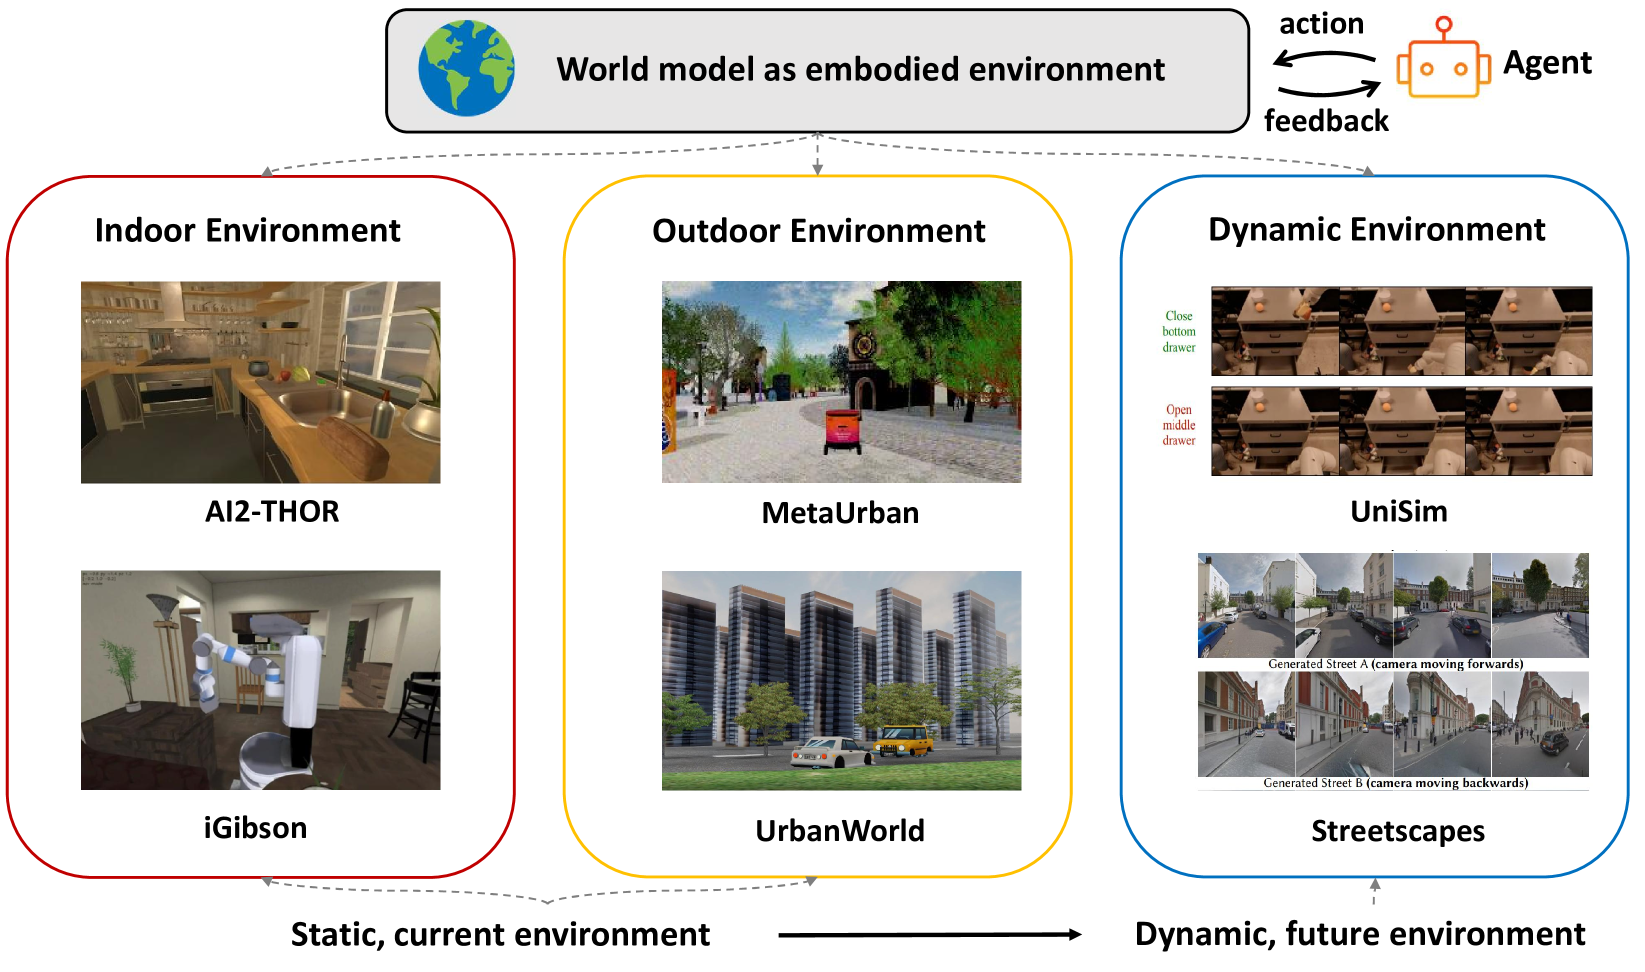 World model as embodied environment
action
feedback
Agent
Indoor Environment
AI2-THOR
iGibson
Outdoor Environment
MetaUrban
UrbanWorld
Dynamic Environment
Close
bottom
drawer
Open
middle
drawer
UniSim
Generated Street A (camera moving forwards)
Generated Street B (camera moving backwards)
Streetscapes
Static, current environment
Dynamic, future environment